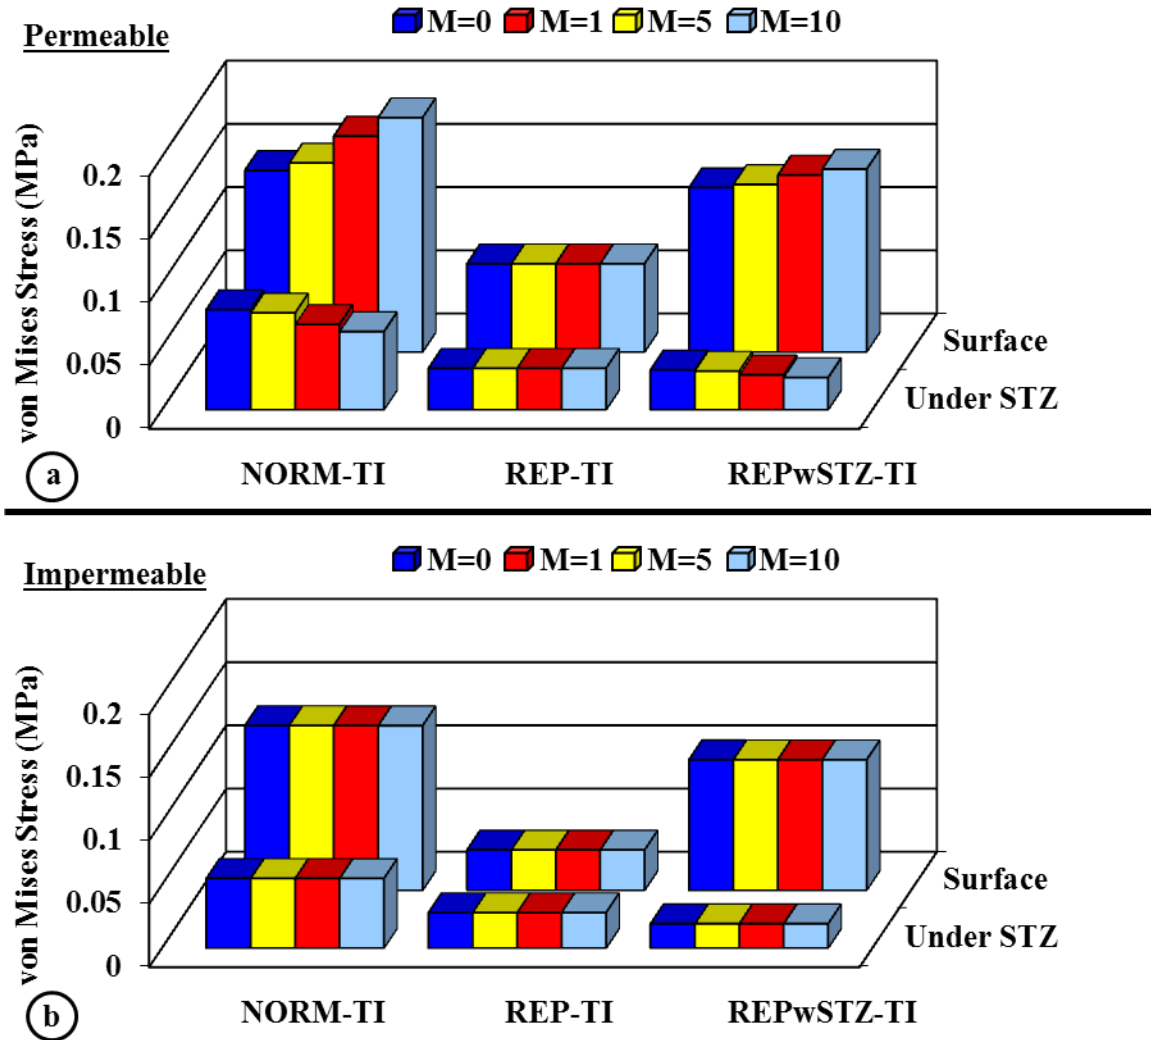 Permeable
M=0 M=1 M=5 M=10
von Mises Stress (MPa)
0.2
0.15
0.1
0.05
0
Surface
Under STZ
NORM-TI REP-TI REPwSTZ-TI
a
Impermeable
M=0 M=1 M=5 M=10
von Mises Stress (MPa)
0.2
0.15
0.1
0.05
0
Surface
Under STZ
NORM-TI REP-TI REPwSTZ-TI
b